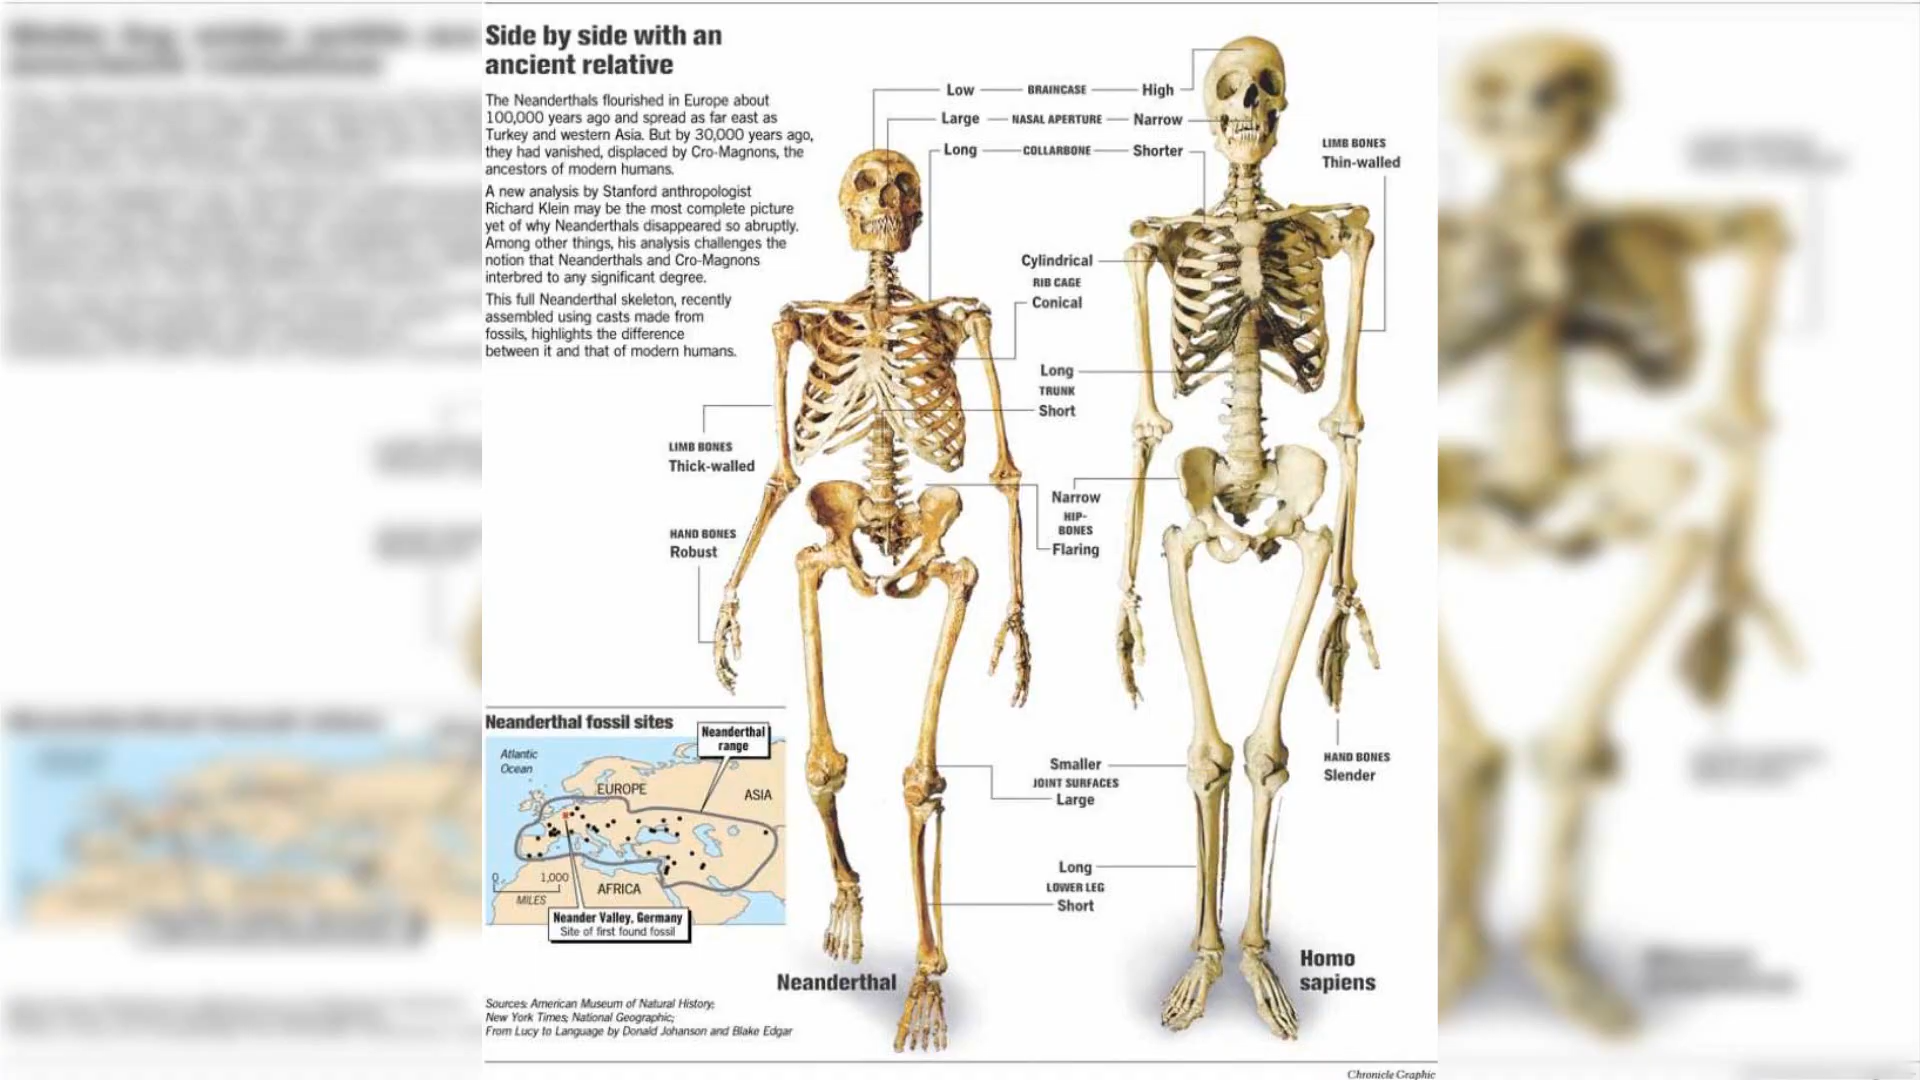 Side by side with an
ancient relative
The Neanderthals flourished in Europe about
100,000 years ago and spread as far east as
Turkey and western Asia. But by 30,000 years ago,
they had vanished, displaced by Cro-Magnons, the
ancestors of modern humans.
A new analysis by Stanford anthropologist
Richard Klein may be the most complete picture
yet of why Neanderthals disappeared so abruptly.
Among other things, his analysis challenges the
notion that Neanderthals and Cro-Magnons
interbred to any significant degree.
This full Neanderthal skeleton, recently
assembled using casts made from
fossils, highlights the difference
between it and that of modern humans.
Low BRAINCASE High
Large NASAL APERTURE Narrow
Long COLLARBONE Shorter
LIMB BONES
Thin-walled
Cylindrical
RIB CAGE
Conical
Long
TRUNK
Short
LIMB BONES
Thick-walled
Narrow
HIP-
BONES
Flaring
HAND BONES
Robust
Smaller
JOINT SURFACES
Large
HAND BONES
Slender
Long
LOWER LEG
Short
Neanderthal
Homo
sapiens
Neanderthal fossil sites
Neanderthal
range
Atlantic
Ocean
EUROPE
ASIA
0 1,000
MILES
AFRICA
Neander Valley, Germany
Site of first found fossil
Sources: American Museum of Natural History;
New York Times; National Geographic;
From Lucy to Language by Donald Johanson and Blake Edgar
Chronicle Graphic